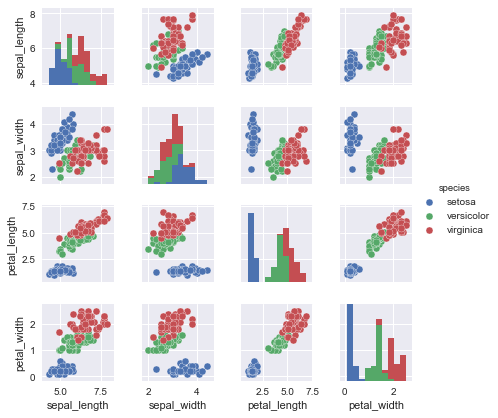 8
6
4
sepal_length
4
3
2
sepal_width
7.5
5.0
2.5
petal_length
2
1
0
petal_width
5.0 7.5
sepal_length
2 4
sepal_width
2.5 5.0 7.5
petal_length
0 2
petal_width
species
setosa
versicolor
virginica